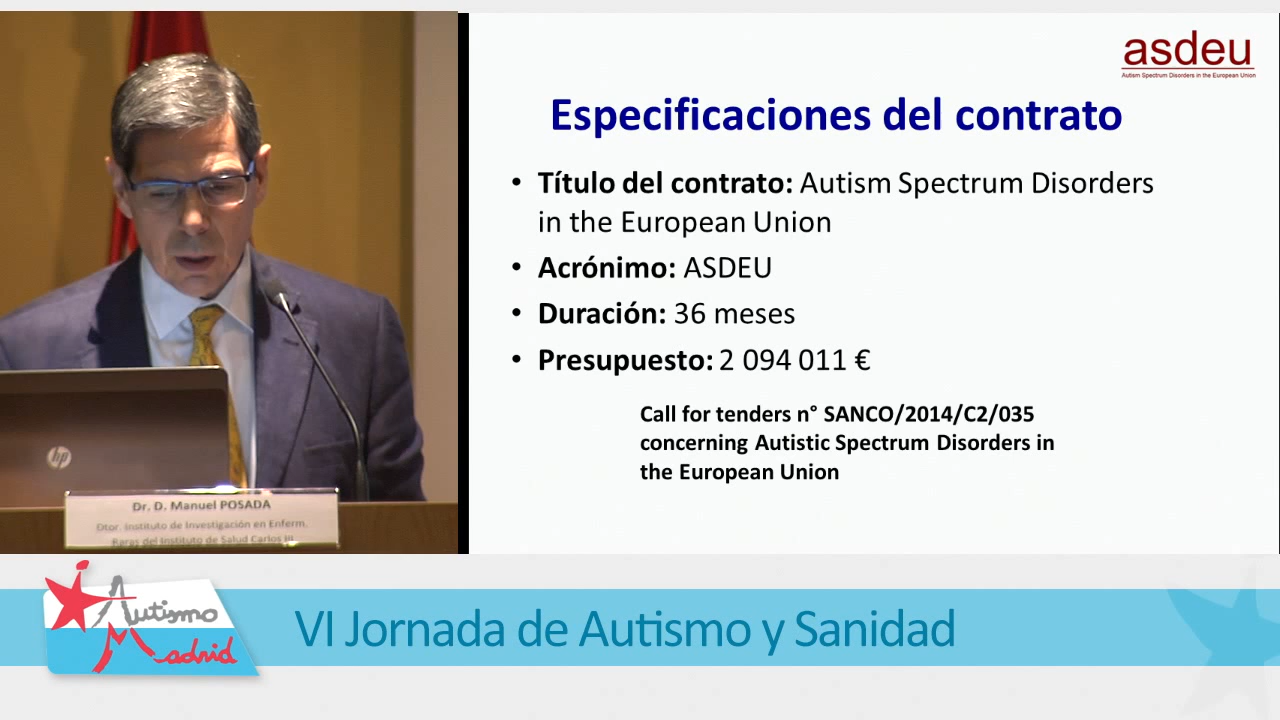 asdeu
Autism Spectrum Disorders in the European Union
Especificaciones del contrato
• Título del contrato: Autism Spectrum Disorders
in the European Union
• Acrónimo: ASDEU
• Duración: 36 meses
• Presupuesto: 2 094 011 €
Call for tenders n° SANCO/2014/C2/035
concerning Autistic Spectrum Disorders in
the European Union
hp
Dr. D. Manuel POSADA
Dtor. Instituto de Investigación en Enferm.
Raras del Instituto de Salud Carlos III
Autismo
Madrid
VI Jornada de Autismo y Sanidad